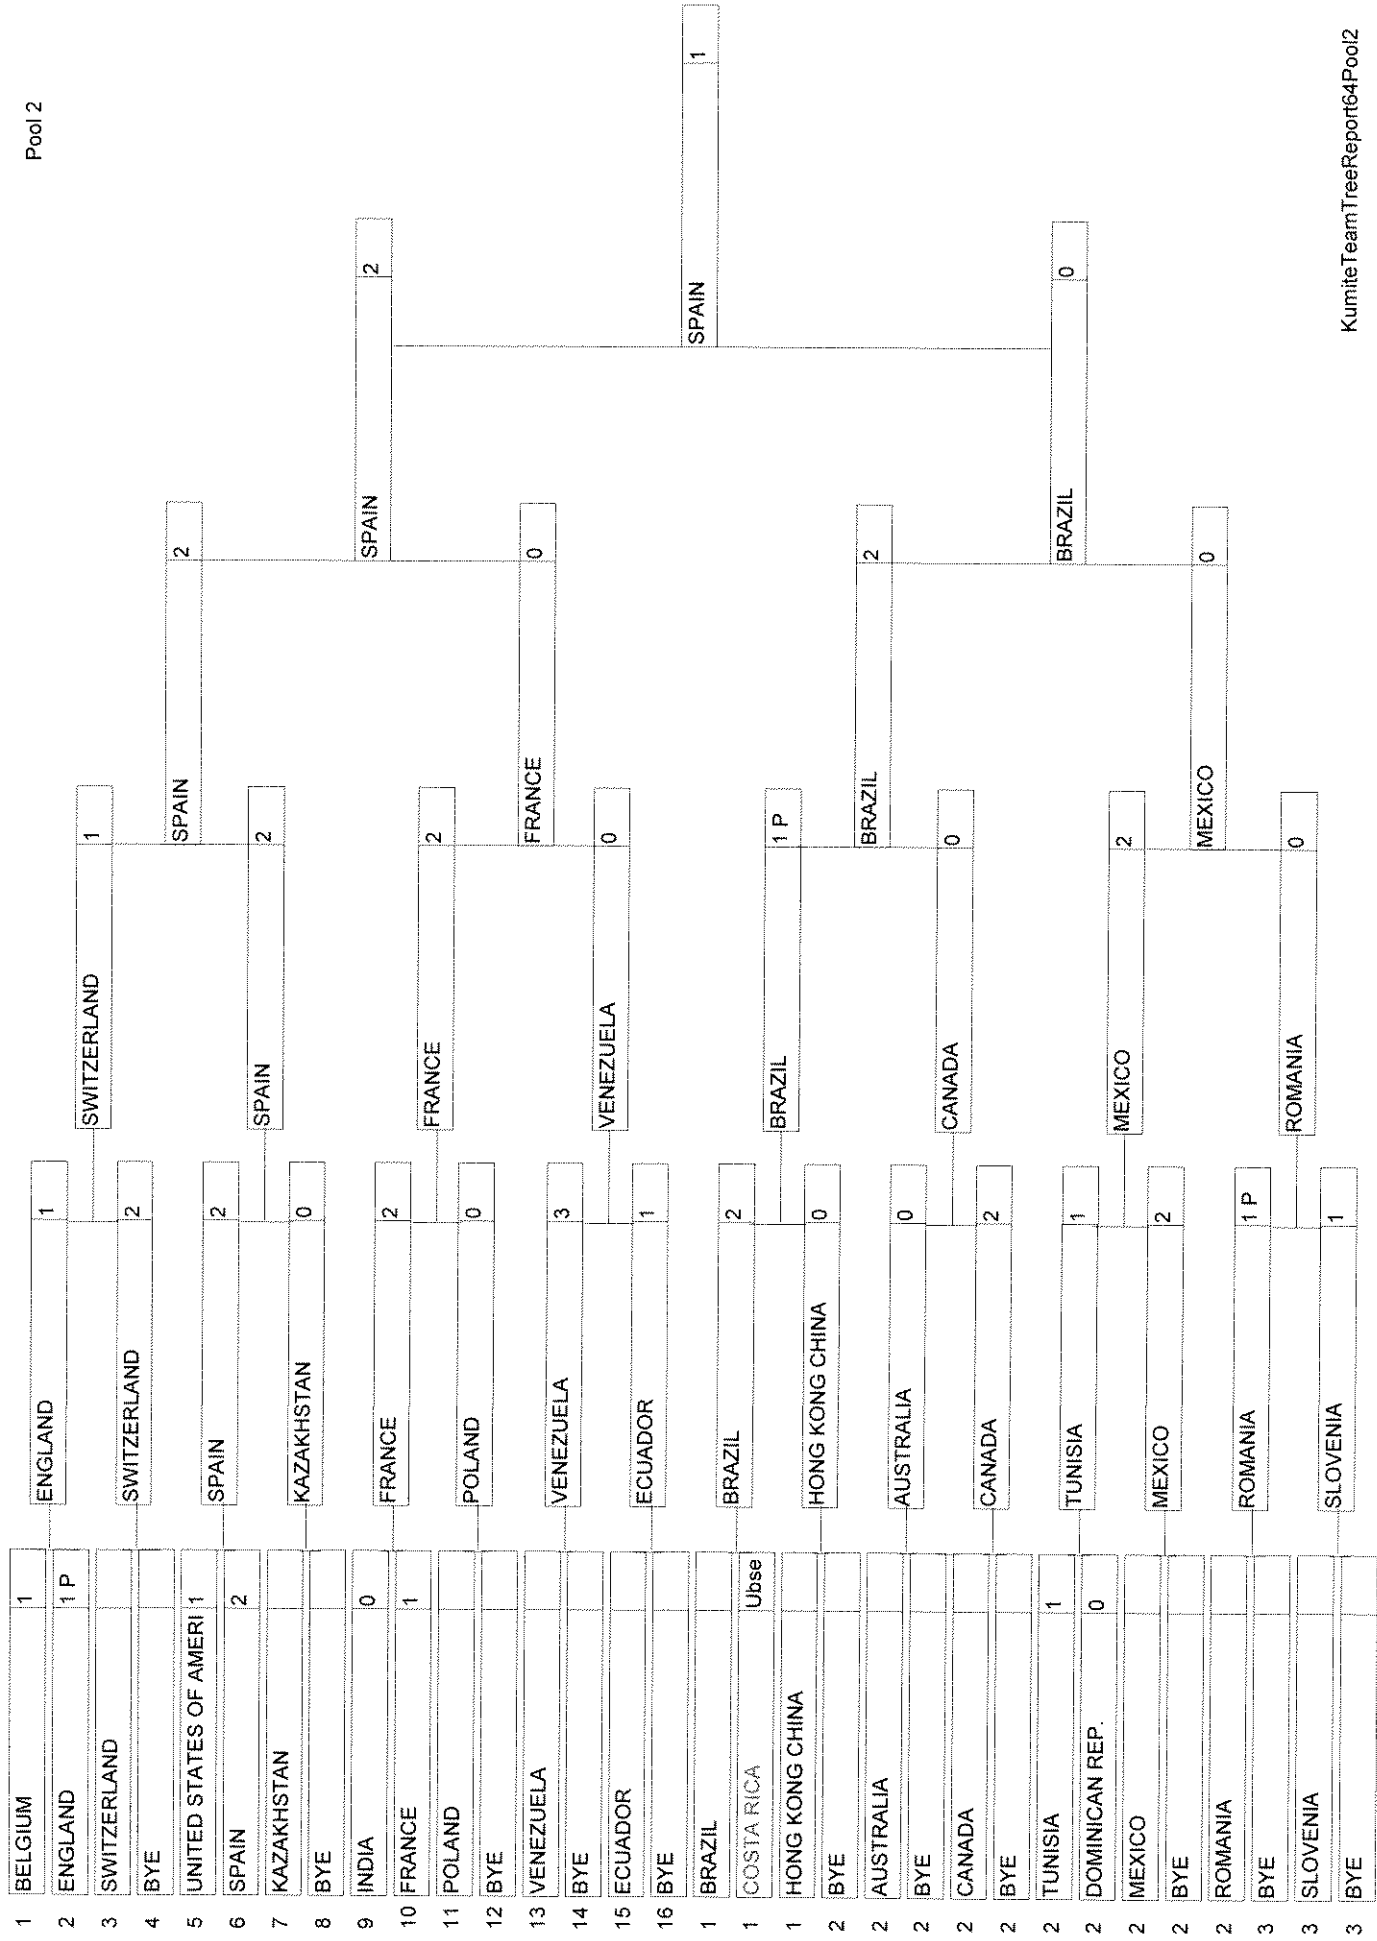 Pool 2
1 BELGIUM 1
2 ENGLAND 1 P
3 SWITZERLAND
4 BYE
5 UNITED STATES OF AMERI 1
6 SPAIN 2
7 KAZAKHSTAN
8 BYE
9 INDIA 0
10 FRANCE 1
11 POLAND
12 BYE
13 VENEZUELA
14 BYE
15 ECUADOR
16 BYE
1 BRAZIL
1 COSTA RICA Ubse
1 HONG KONG CHINA
2 BYE
2 AUSTRALIA
2 BYE
2 CANADA
2 BYE
2 TUNISIA 1
2 DOMINICAN REP. 0
2 MEXICO
2 BYE
2 ROMANIA
3 BYE
3 SLOVENIA
3 BYE
ENGLAND 1
SWITZERLAND 2
SPAIN 2
KAZAKHSTAN 0
FRANCE 2
POLAND 0
VENEZUELA 3
ECUADOR 1
BRAZIL 2
HONG KONG CHINA 0
AUSTRALIA 0
CANADA 2
TUNISIA 1
MEXICO 2
ROMANIA 1 P
SLOVENIA 1
SWITZERLAND 1
SPAIN 2
FRANCE 2
VENEZUELA 0
BRAZIL 1 P
CANADA 0
MEXICO 2
ROMANIA 0
SPAIN 2
FRANCE 0
BRAZIL 2
MEXICO 0
SPAIN 2
BRAZIL 0
SPAIN 1
KumiteTeamTreeReport64Pool2